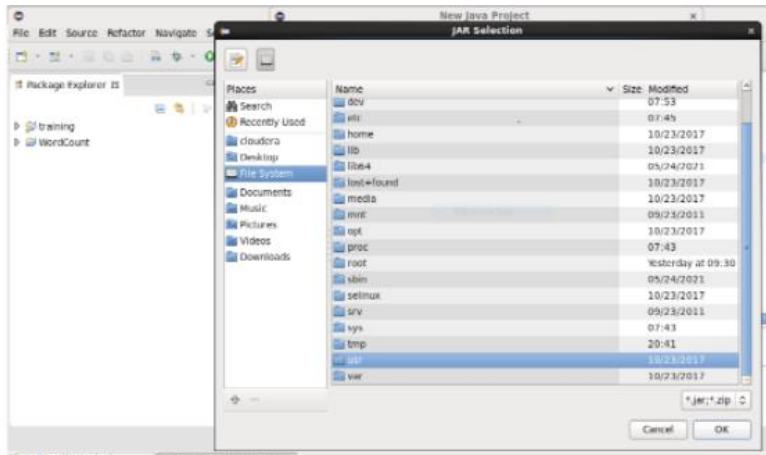 New Java Project
File Edit Source Refactor Navigate
JAR Selection
Package Explorer
training
WordCount
Places
Search
Recently Used
cloudera
Desktop
File System
Documents
Music
Pictures
Videos
Downloads
Name Size Modified
dev 07:53
etc 07:45
home 10/23/2017
lib 10/23/2017
lib64 05/24/2021
lost+found 10/23/2017
media 10/23/2017
mnt 09/23/2011
opt 10/23/2017
proc 07:43
root Yesterday at 09:30
sbin 05/24/2021
selinux 10/23/2017
srv 09/23/2011
sys 07:43
tmp 20:41
usr 10/23/2017
var 10/23/2017
*.jar;*.zip
Cancel OK